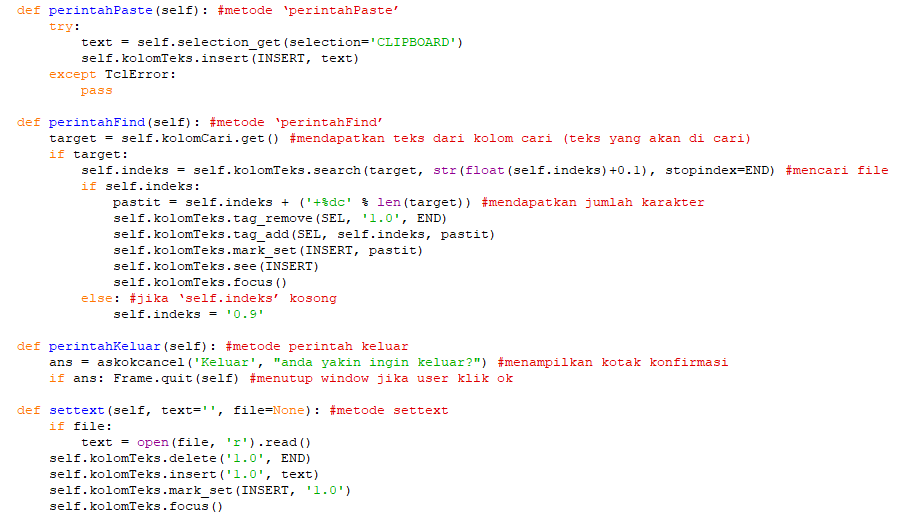 def perintahPaste(self): #metode ‘perintahPaste’
    try:
        text = self.selection_get(selection='CLIPBOARD')
        self.kolomTeks.insert(INSERT, text)
    except TclError:
        pass

def perintahFind(self): #metode ‘perintahFind’
    target = self.kolomCari.get() #mendapatkan teks dari kolom cari (teks yang akan di cari)
    if target:
        self.indeks = self.kolomTeks.search(target, str(float(self.indeks)+0.1), stopindex=END) #mencari file
        if self.indeks:
            pastit = self.indeks + ('+%dc' % len(target)) #mendapatkan jumlah karakter
            self.kolomTeks.tag_remove(SEL, '1.0', END)
            self.kolomTeks.tag_add(SEL, self.indeks, pastit)
            self.kolomTeks.mark_set(INSERT, pastit)
            self.kolomTeks.see(INSERT)
            self.kolomTeks.focus()
        else: #jika ‘self.indeks’ kosong
            self.indeks = '0.9'

def perintahKeluar(self): #metode perintah keluar
    ans = askokcancel('Keluar', "anda yakin ingin keluar?") #menampilkan kotak konfirmasi
    if ans: Frame.quit(self) #menutup window jika user klik ok

def settext(self, text='', file=None): #metode settext
    if file:
        text = open(file, 'r').read()
    self.kolomTeks.delete('1.0', END)
    self.kolomTeks.insert('1.0', text)
    self.kolomTeks.mark_set(INSERT, '1.0')
    self.kolomTeks.focus()